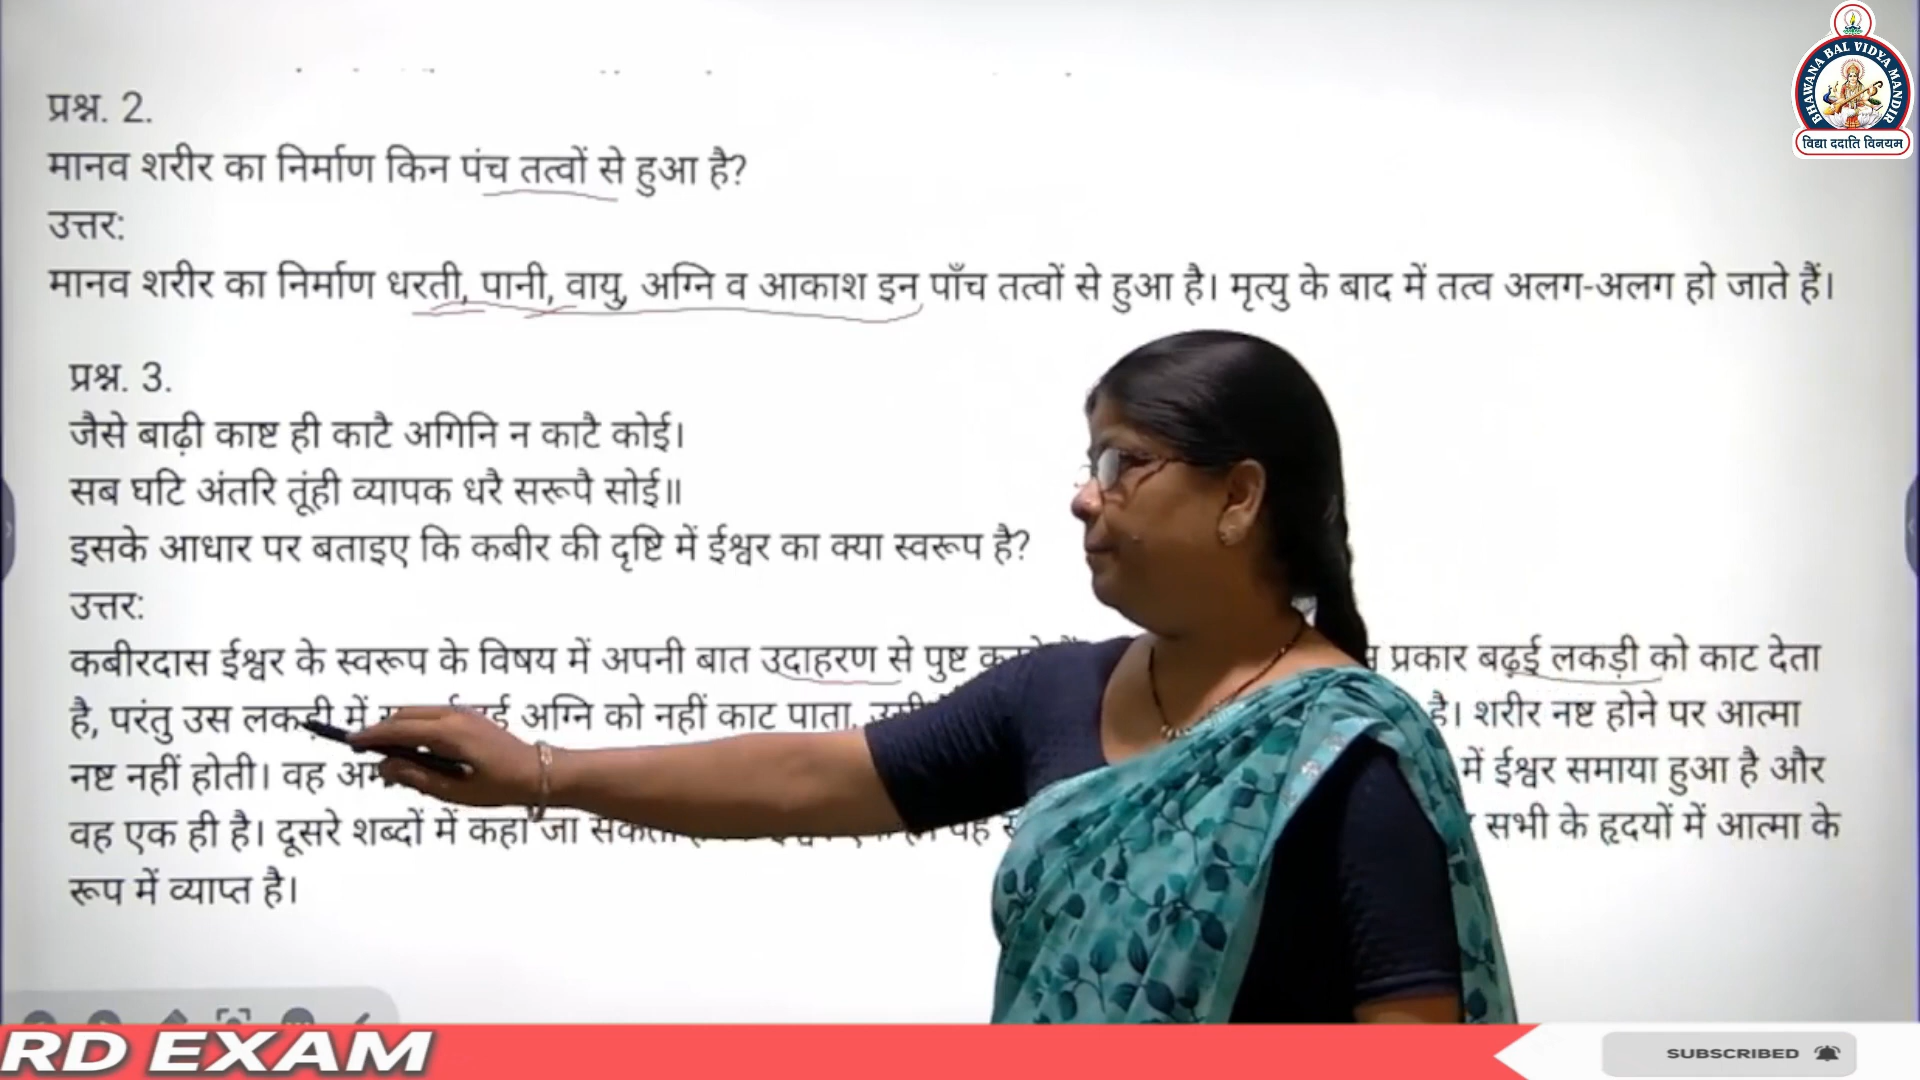 BHAWANA BAL VIDYA MANDIR
विद्या ददाति विनयम
प्रश्न. 2.
मानव शरीर का निर्माण किन पंच तत्वों से हुआ है?
उत्तर:
मानव शरीर का निर्माण धरती, पानी, वायु, अग्नि व आकाश इन पाँच तत्वों से हुआ है। मृत्यु के बाद में तत्व अलग-अलग हो जाते हैं।
प्रश्न. 3.
जैसे बाढ़ी काष्ट ही काटै अगिनि न काटै कोई।
सब घटि अंतरि तूंही व्यापक धरै सरूपै सोई॥
इसके आधार पर बताइए कि कबीर की दृष्टि में ईश्वर का क्या स्वरूप है?
उत्तर:
कबीरदास ईश्वर के स्वरूप के विषय में अपनी बात उदाहरण से पुष्ट प्रकार बढ़ई लकड़ी को काट देता
है, परंतु उस लकड़ी में अग्नि को नहीं काट पाता, है। शरीर नष्ट होने पर आत्मा
नष्ट नहीं होती। वह में ईश्वर समाया हुआ है और
वह एक ही है। दूसरे शब्दों में कहा जा सभी के हृदयों में आत्मा के
रूप में व्याप्त है।
RD EXAM
SUBSCRIBED